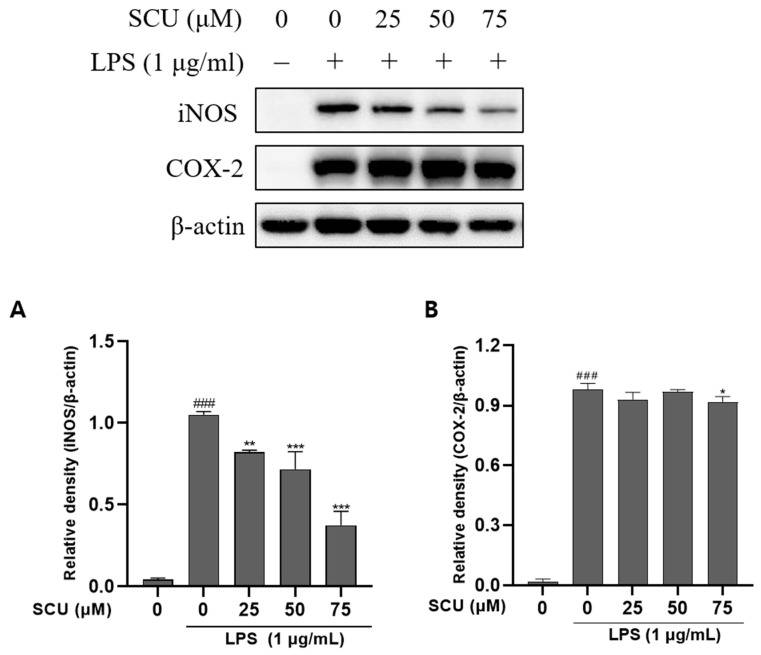 SCU (μM) 0 0 25 50 75
LPS (1 μg/ml) – + + + +
iNOS
COX-2
β-actin
A
Relative density (iNOS/β-actin)
1.5
1.0
0.5
0.0
###
**
***
***
SCU (μM) 0 0 25 50 75
LPS (1 μg/mL)
B
Relative density (COX-2/β-actin)
1.2
0.9
0.6
0.3
0.0
###
*
SCU (μM) 0 0 25 50 75
LPS (1 μg/mL)